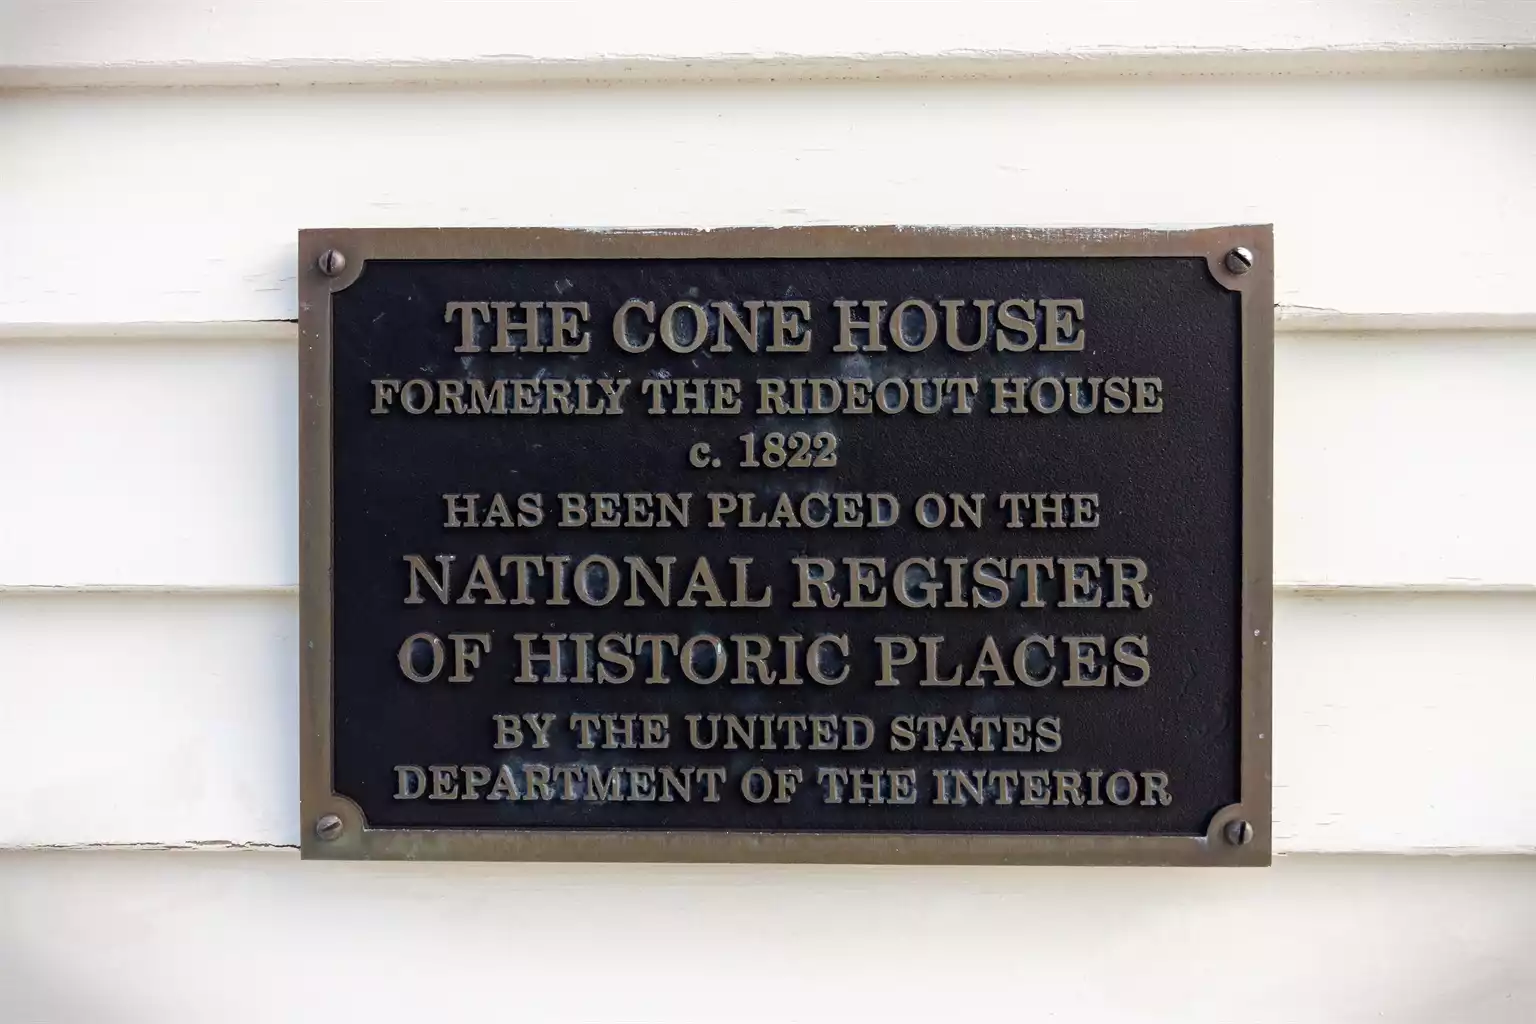 THE CONE HOUSE
FORMERLY THE RIDEOUT HOUSE
c. 1822
HAS BEEN PLACED ON THE
NATIONAL REGISTER
OF HISTORIC PLACES
BY THE UNITED STATES
DEPARTMENT OF THE INTERIOR